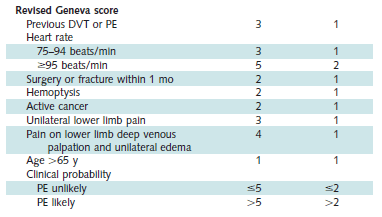 Revised Geneva score
Previous DVT or PE 3 1
Heart rate
75–94 beats/min 3 1
≥95 beats/min 5 2
Surgery or fracture within 1 mo 2 1
Hemoptysis 2 1
Active cancer 2 1
Unilateral lower limb pain 3 1
Pain on lower limb deep venous 4 1
palpation and unilateral edema
Age >65 y 1 1
Clinical probability
PE unlikely ≤5 ≤2
PE likely >5 >2